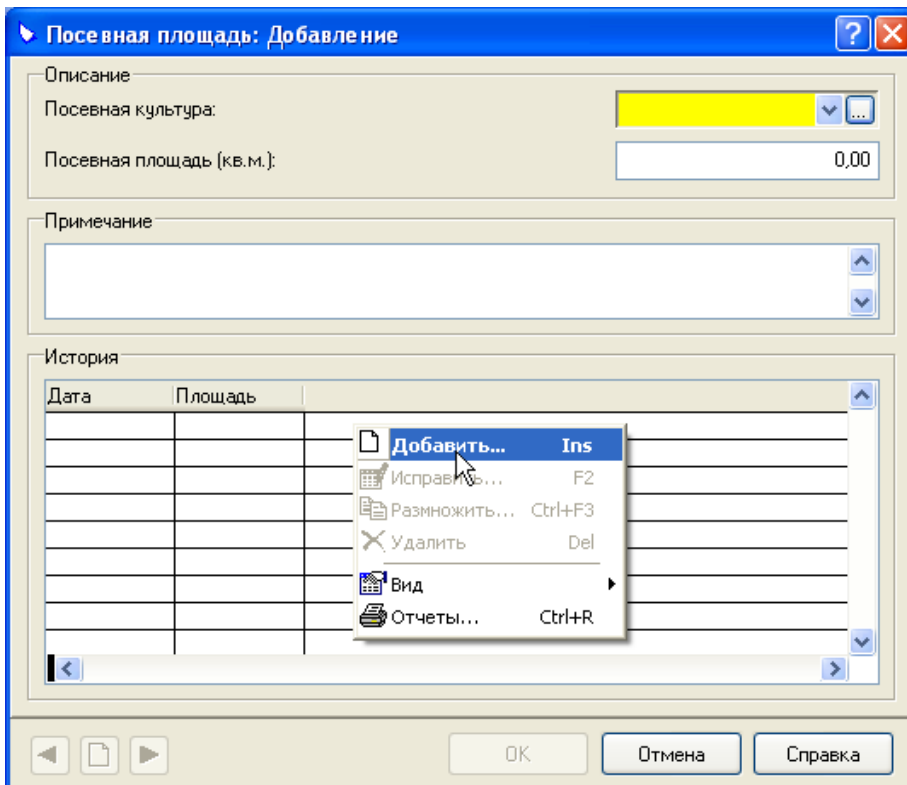 Посевная площадь: Добавление
Описание
Посевная культура:
...
Посевная площадь (кв.м.): 0,00
Примечание
История
Дата Площадь
Добавить... Ins
Исправить... F2
Размножить... Ctrl+F3
Удалить Del
Вид
Отчеты... Ctrl+R
OK Отмена Справка